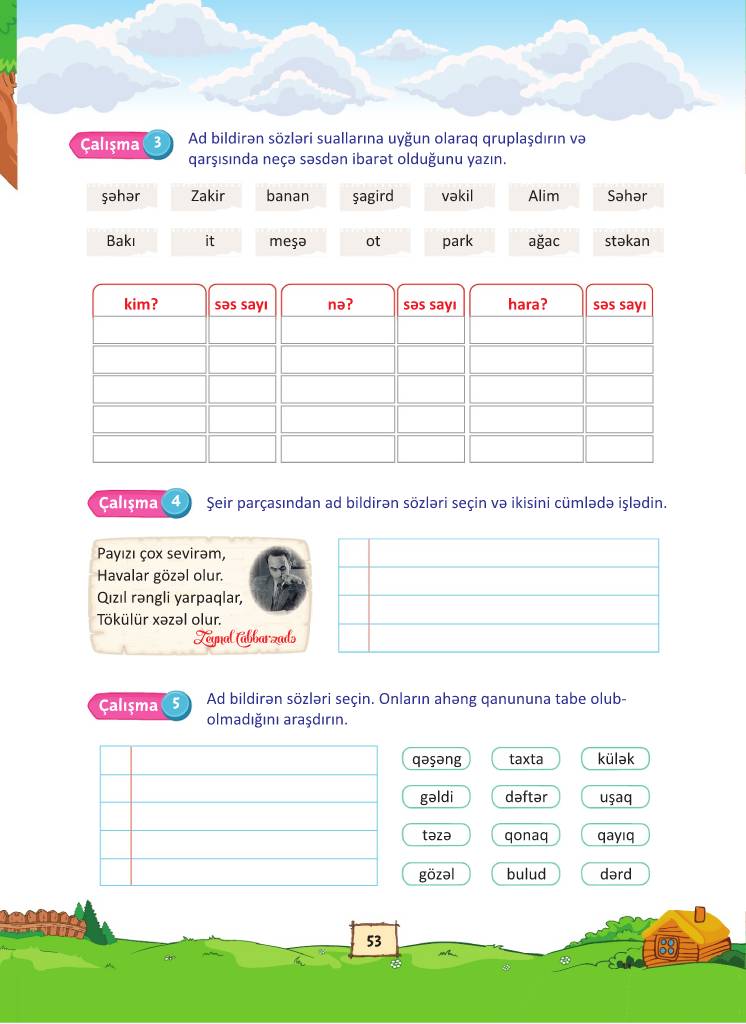 Çalışma 3
Ad bildirən sözləri suallarına uyğun olaraq qruplaşdırın və
qarşısında neçə səsdən ibarət olduğunu yazın.
şəhər Zakir banan şagird vəkil Alim Səhər
Bakı it meşə ot park ağac stəkan
kim? səs sayı nə? səs sayı hara? səs sayı
Çalışma 4
Şeir parçasından ad bildirən sözləri seçin və ikisini cümlədə işlədin.
Payızı çox sevirəm,
Havalar gözəl olur.
Qızıl rəngli yarpaqlar,
Tökülür xəzəl olur.
Zeynal Cabbarzadə
Çalışma 5
Ad bildirən sözləri seçin. Onların ahəng qanununa tabe olub-
olmadığını araşdırın.
qəşəng taxta külək
gəldi dəftər uşaq
təzə qonaq qayıq
gözəl bulud dərd
53